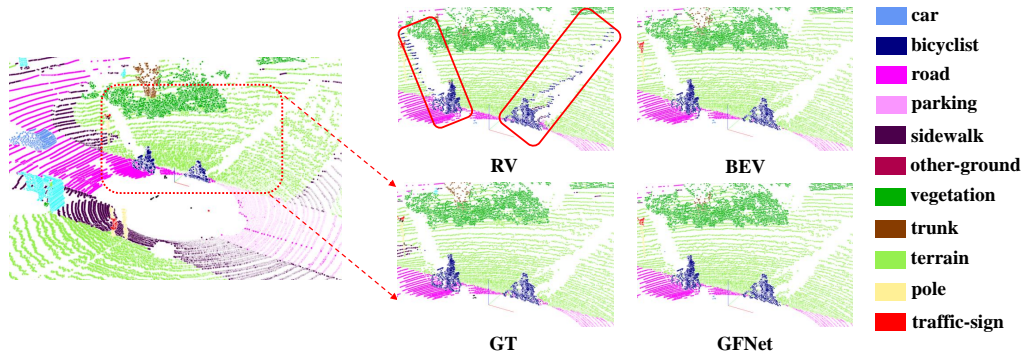 RV
BEV
GT
GFNet
car
bicyclist
road
parking
sidewalk
other-ground
vegetation
trunk
terrain
pole
traffic-sign